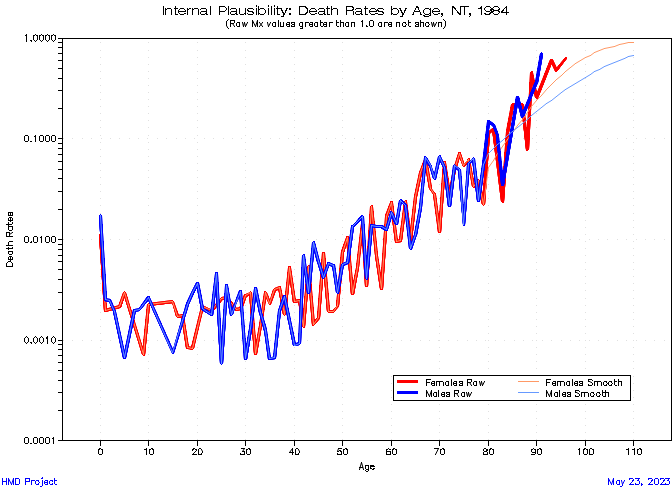 Internal Plausibility: Death Rates by Age, NT, 1984
(Raw Mx values greater than 1.0 are not shown)
1.0000
0.1000
0.0100
0.0010
0.0001
Death Rates
0 10 20 30 40 50 60 70 80 90 100 110
Age
Females Raw Females Smooth
Males Raw Males Smooth
HMD Project May 23, 2023